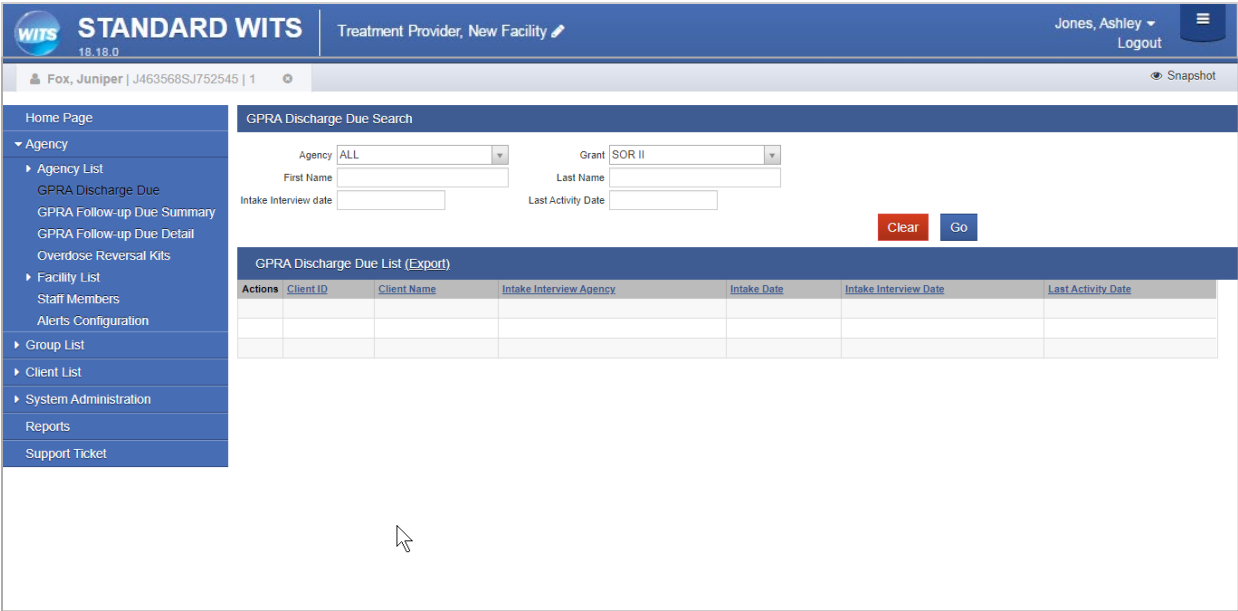 WITS STANDARD WITS
18.18.0
Treatment Provider, New Facility
Jones, Ashley
Logout
Fox, Juniper | J463568SJ752545 | 1
Snapshot
Home Page
Agency
Agency List
GPRA Discharge Due
GPRA Follow-up Due Summary
GPRA Follow-up Due Detail
Overdose Reversal Kits
Facility List
Staff Members
Alerts Configuration
Group List
Client List
System Administration
Reports
Support Ticket
GPRA Discharge Due Search
Agency ALL Grant SOR II
First Name Last Name
Intake Interview date Last Activity Date
Clear Go
GPRA Discharge Due List (Export)
Actions Client ID Client Name Intake Interview Agency Intake Date Intake Interview Date Last Activity Date